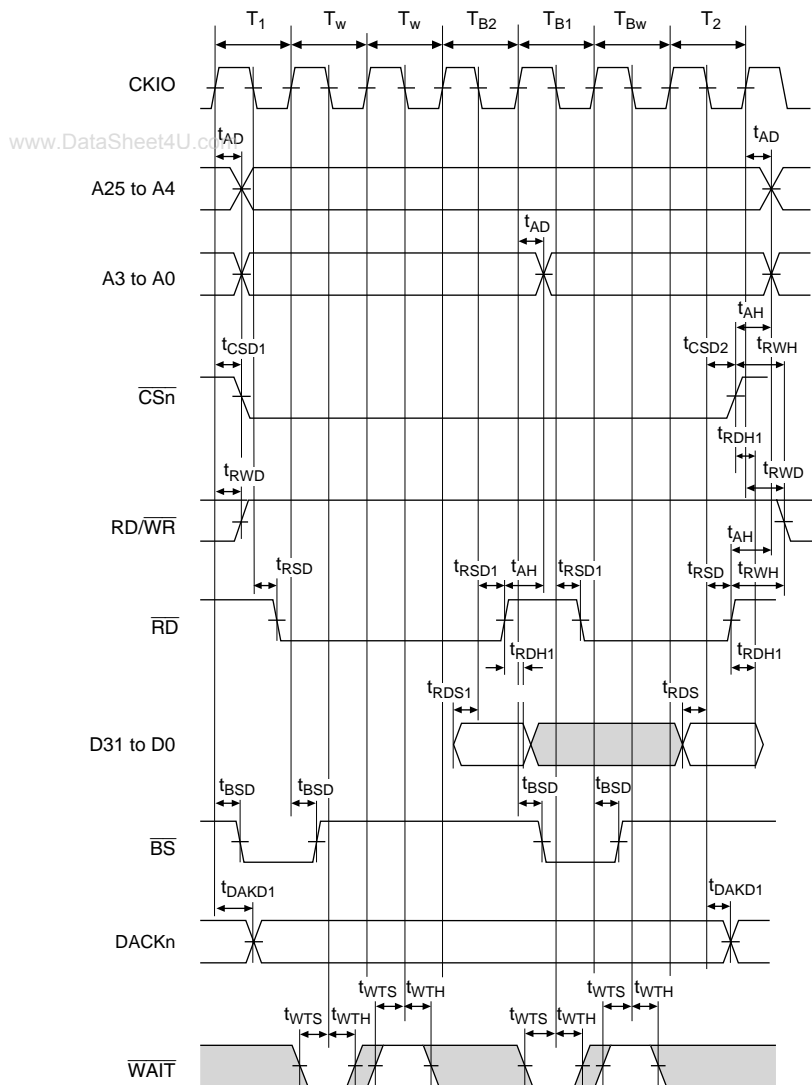 T1 Tw Tw TB2 TB1 TBw T2
CKIO
www.DataSheet4U.com
tAD tAD
A25 to A4
tAD
A3 to A0
tAH
tCSD1 tCSD2 tRWH
CSn
tRDH1
tRWD tRWD
RD/WR
tAH
tRSD tRSD1 tAH tRSD1 tRSD tRWH
RD
tRDH1 tRDH1
tRDS1 tRDS
D31 to D0
tBSD tBSD tBSD tBSD
BS
tDAKD1 tDAKD1
DACKn
tWTS tWTH tWTS tWTH
tWTS tWTH tWTS tWTH
WAIT